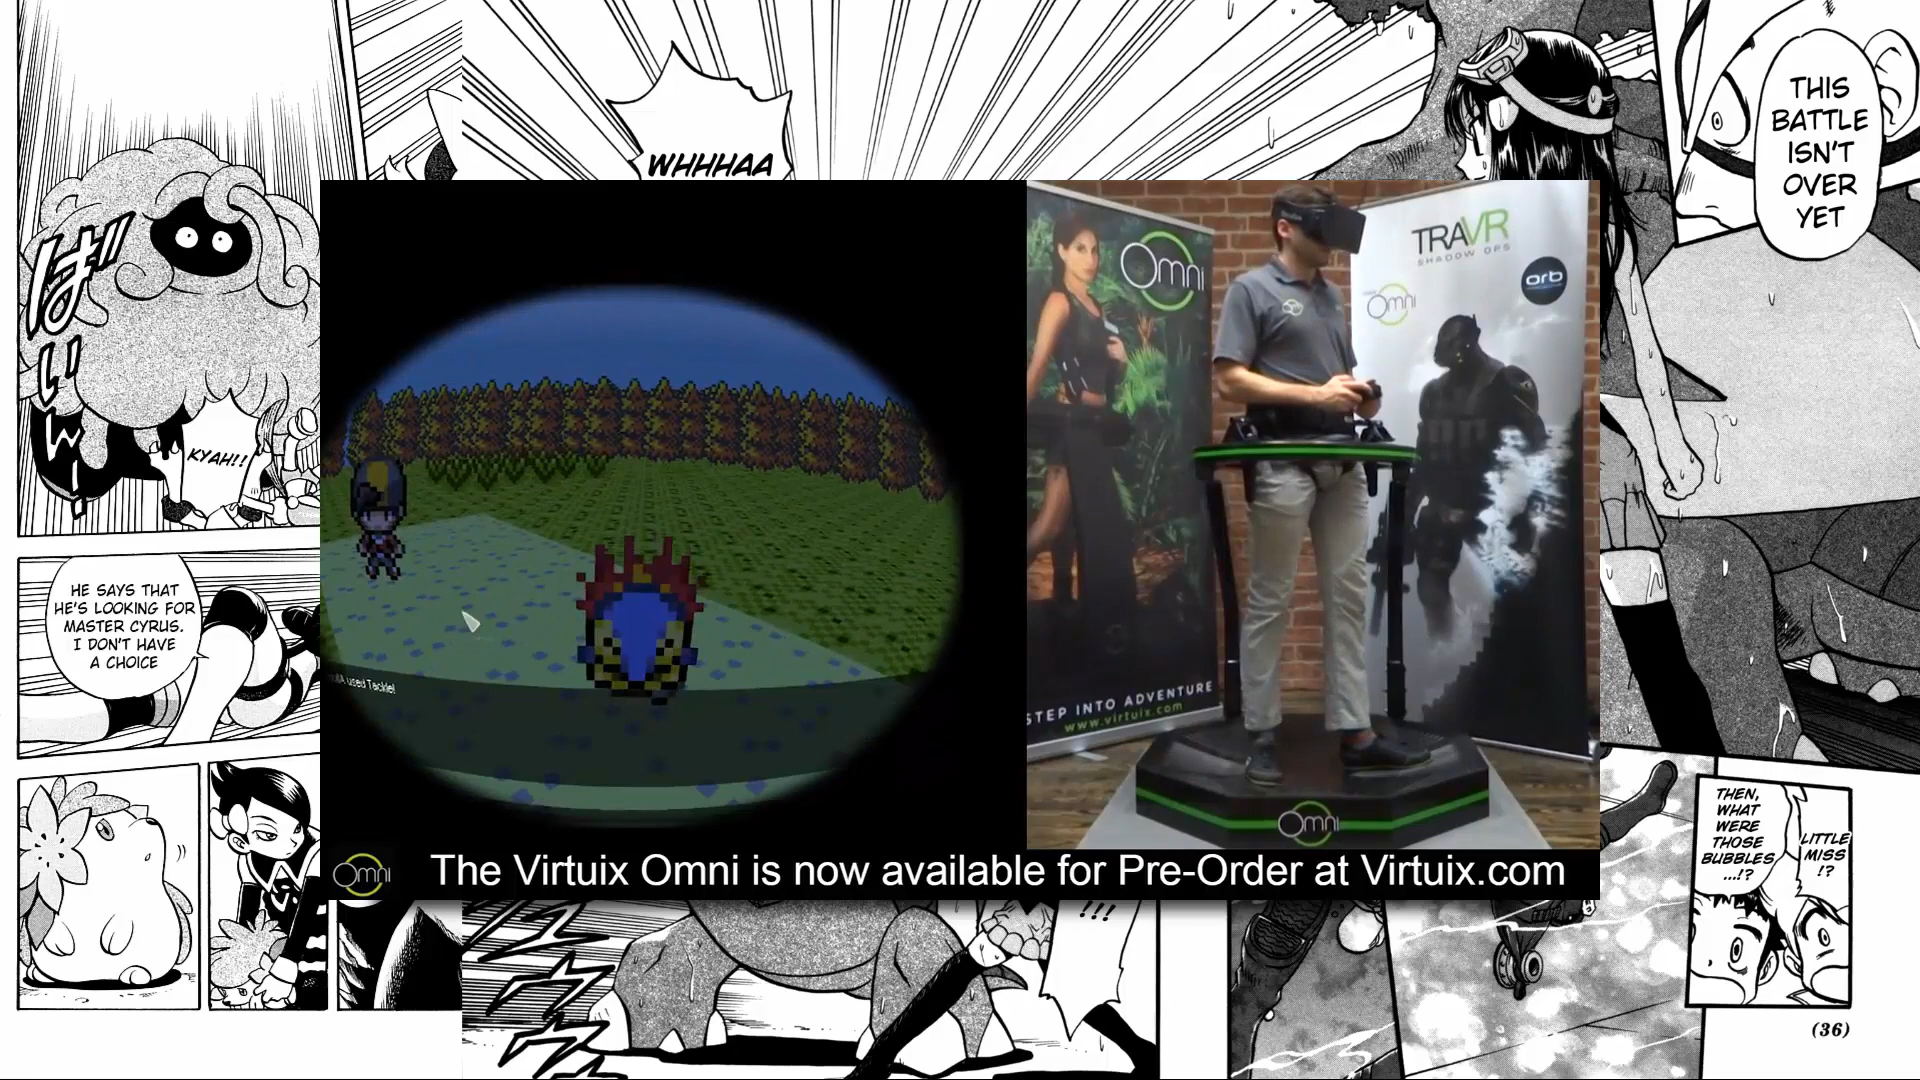 WHHHAA
THIS
BATTLE
ISN'T
OVER
YET
ばいんー!
KYAH!!
HE SAYS THAT
HE'S LOOKING FOR
MASTER CYRUS.
I DON'T HAVE
A CHOICE
used Tackle!
Omni
STEP INTO ADVENTURE
www.virtuix.com
TRAVR
SHADOW OPS
Omni
orb
Omni
Omni
The Virtuix Omni is now available for Pre-Order at Virtuix.com
!!!
THEN,
WHAT
WERE
THOSE
BUBBLES
...!?
LITTLE
MISS
!?
(36)